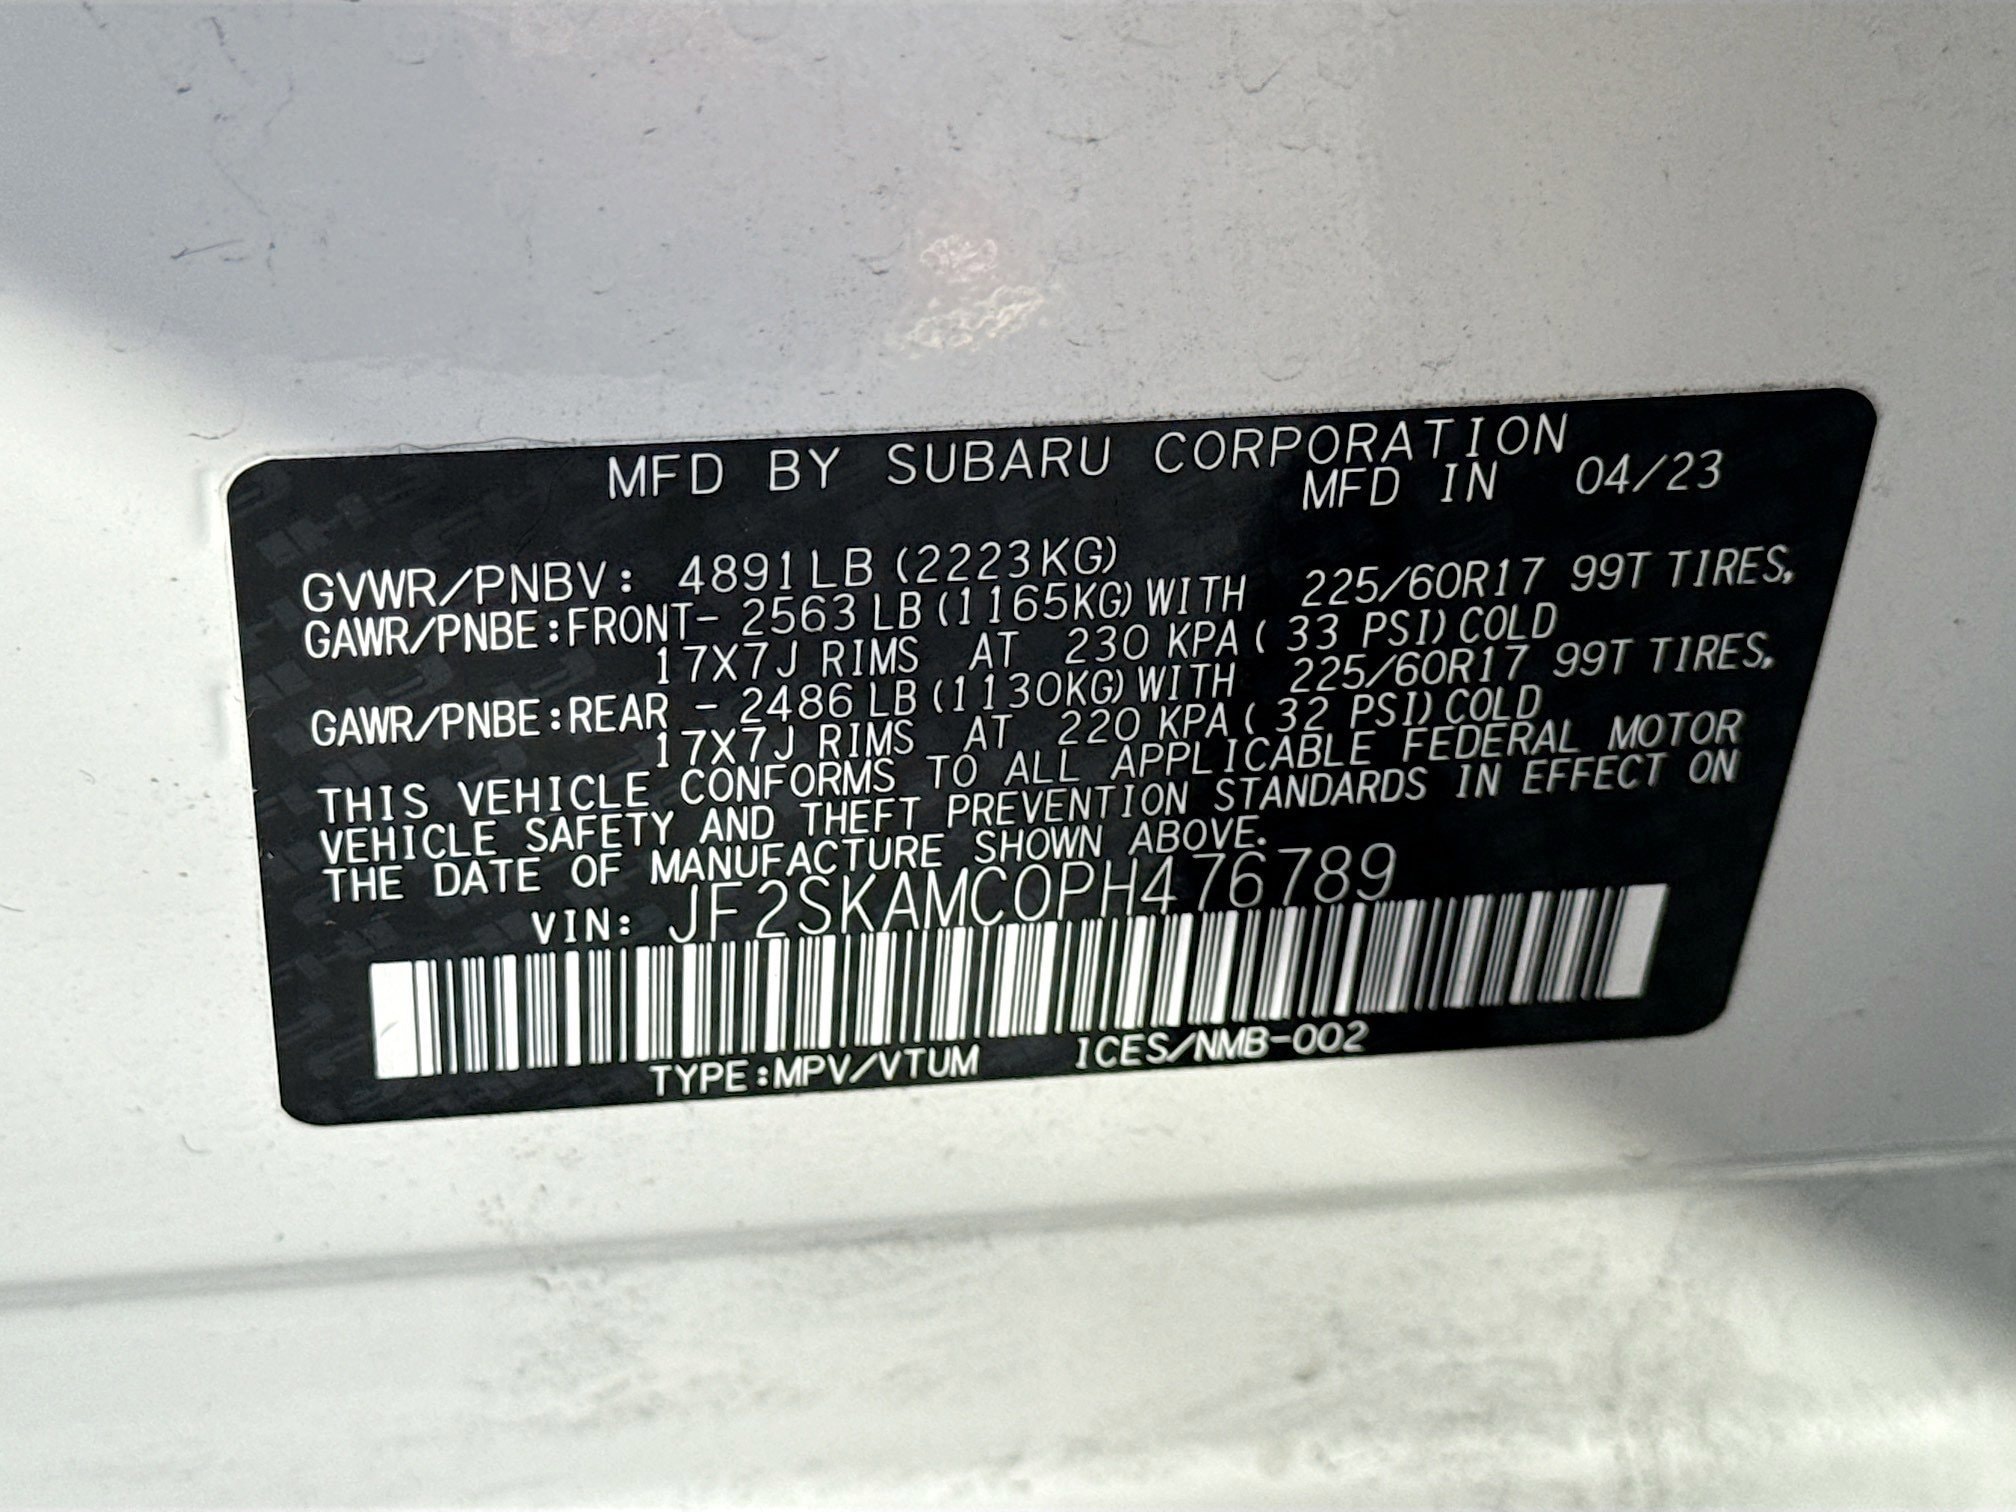 MFD BY SUBARU CORPORATION
MFD IN 04/23
GVWR/PNBV: 4891LB (2223KG)
GAWR/PNBE:FRONT- 2563 LB (1165KG) WITH 225/60R17 99T TIRES,
17X7J RIMS AT 230 KPA ( 33 PSI) COLD
GAWR/PNBE:REAR - 2486 LB (1130KG) WITH 225/60R17 99T TIRES,
17X7J RIMS AT 220 KPA ( 32 PSI) COLD
THIS VEHICLE CONFORMS TO ALL APPLICABLE FEDERAL MOTOR
VEHICLE SAFETY AND THEFT PREVENTION STANDARDS IN EFFECT ON
THE DATE OF MANUFACTURE SHOWN ABOVE.
VIN: JF2SKAMC0PH476789
TYPE:MPV/VTUM ICES/NMB-002